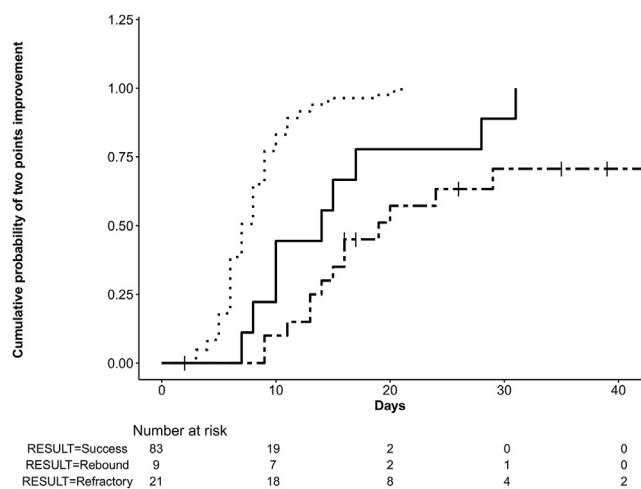 Cumulative probability of two points improvement
1.25
1.00
0.75
0.50
0.25
0.00
0 10 20 30 40
Days
Number at risk
RESULT=Success 83 19 2 0 0
RESULT=Rebound 9 7 2 1 0
RESULT=Refractory 21 18 8 4 2